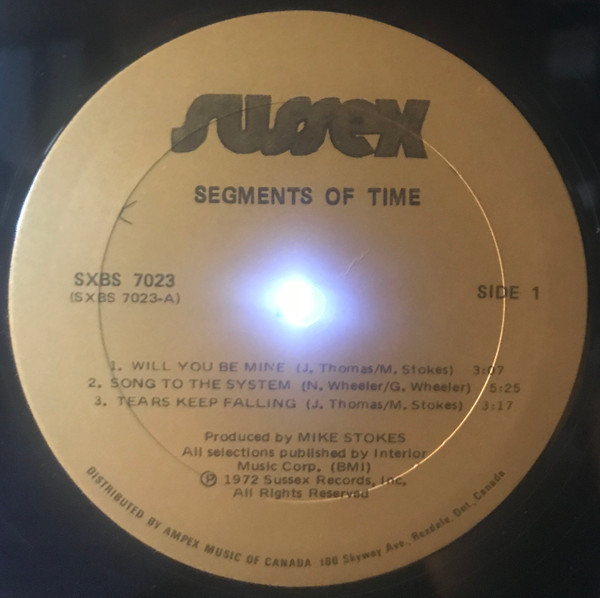 sussex
SEGMENTS OF TIME
SXBS 7023
(SXBS 7023-A)
SIDE 1
1. WILL YOU BE MINE (J. Thomas/M. Stokes) 3:07
2. SONG TO THE SYSTEM (N. Wheeler/G. Wheeler) 5:25
3. TEARS KEEP FALLING (J. Thomas/M. Stokes) 3:17
Produced by MIKE STOKES
All selections published by Interior
Music Corp. (BMI)
℗ 1972 Sussex Records, Inc.
All Rights Reserved
DISTRIBUTED BY AMPEX MUSIC OF CANADA 100 Skyway Ave., Rexdale, Ont., Canada